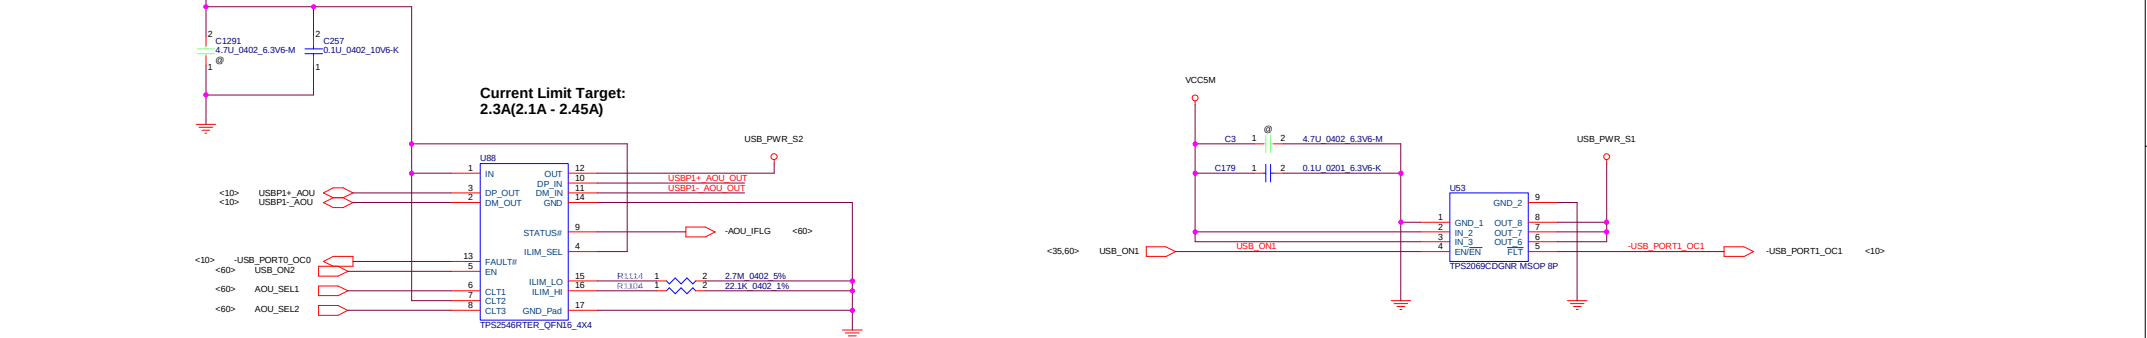 2
C1291
4.7U_0402_6.3V6-M
@
1
2
C257
0.1U_0402_10V6-K
1
Current Limit Target:
2.3A(2.1A - 2.45A)
USB_PWR_S2
U88
1 IN OUT 12
DP_IN 10 USBP1+_AOU_OUT
<10> USBP1+_AOU 3 DP_OUT DM_IN 11 USBP1-_AOU_OUT
<10> USBP1-_AOU 2 DM_OUT GND 14
STATUS# 9 -AOU_IFLG <60>
ILIM_SEL 4
<10> -USB_PORT0_OC0 13 FAULT#
<60> USB_ON2 5 EN
ILIM_LO 15 R1114 1 2 2.7M_0402_5%
<60> AOU_SEL1 6 CLT1 ILIM_HI 16 R1104 1 2 22.1K_0402_1%
7 CLT2
<60> AOU_SEL2 8 CLT3 GND_Pad 17
TPS2546RTER_QFN16_4X4
VCC5M
@
C3 1 2 4.7U_0402_6.3V6-M
C179 1 2 0.1U_0201_6.3V6-K
USB_PWR_S1
U53
GND_2 9
1 GND_1 OUT_8 8
2 IN_2 OUT_7 7
3 IN_3 OUT_6 6
<35,60> USB_ON1 USB_ON1 4 EN/EN FLT 5 -USB_PORT1_OC1 -USB_PORT1_OC1 <10>
TPS2069CDGNR MSOP 8P